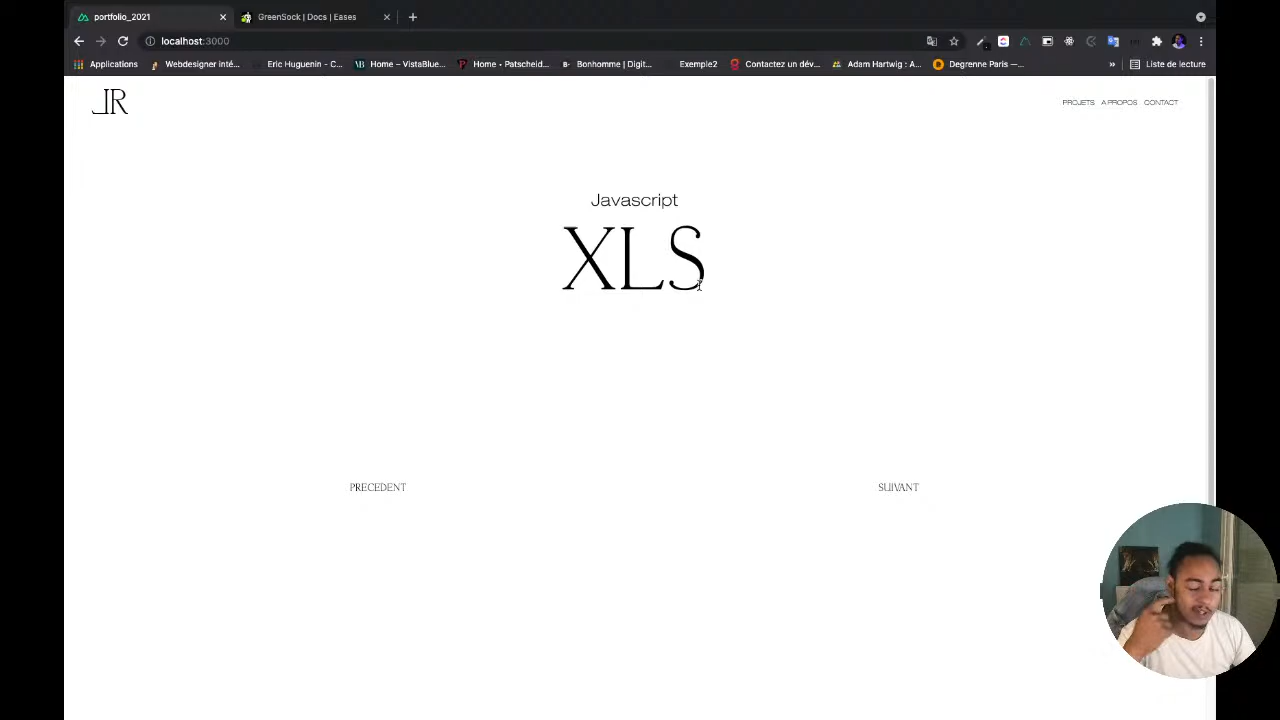 portfolio_2021
GreenSock | Docs | Eases
localhost:3000
Applications
Webdesigner inté...
Eric Huguenin - C...
Home – VistaBlue...
Home • Patscheid...
Bonhomme | Digit...
Exemple2
Contactez un dév...
Adam Hartwig : A...
Degrenne Paris —...
»
Liste de lecture
JR
PROJETS
A PROPOS
CONTACT
Javascript
XLS
PRECEDENT
SUIVANT